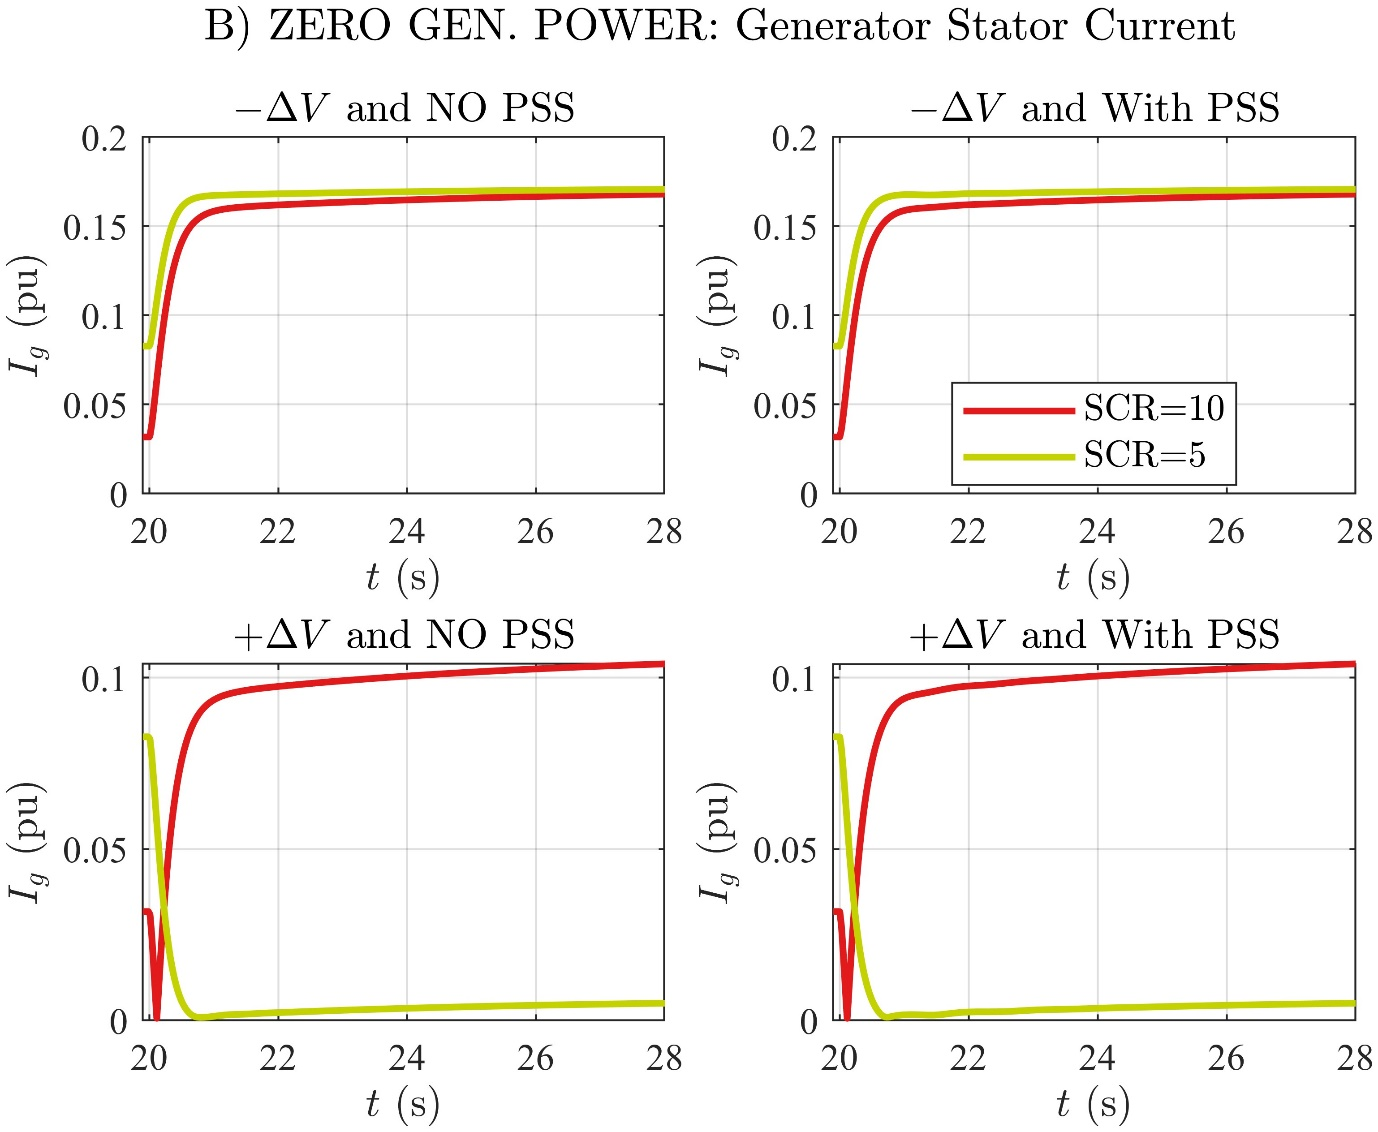 B) ZERO GEN. POWER: Generator Stator Current
−ΔV and NO PSS
0.2
0.15
0.1
0.05
0
I_g (pu)
20 22 24 26 28
t (s)
−ΔV and With PSS
0.2
0.15
0.1
0.05
0
I_g (pu)
SCR=10
SCR=5
20 22 24 26 28
t (s)
+ΔV and NO PSS
0.1
0.05
0
I_g (pu)
20 22 24 26 28
t (s)
+ΔV and With PSS
0.1
0.05
0
I_g (pu)
20 22 24 26 28
t (s)